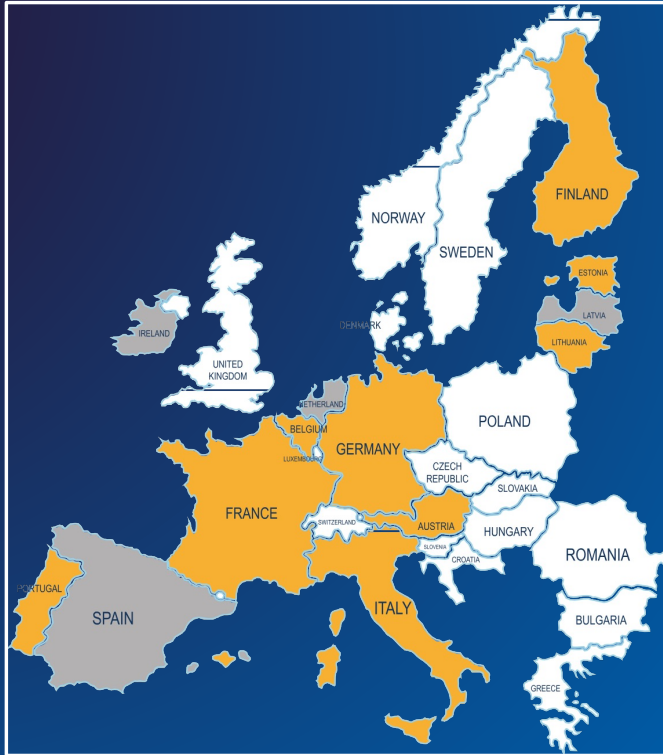 NORWAY
FINLAND
SWEDEN
ESTONIA
LATVIA
LITHUANIA
DENMARK
IRELAND
UNITED
KINGDOM
NETHERLAND
BELGIUM
LUXEMBOURG
GERMANY
POLAND
CZECH
REPUBLIC
SLOVAKIA
FRANCE
SWITZERLAND
AUSTRIA
HUNGARY
SLOVENIA
CROATIA
ROMANIA
PORTUGAL
SPAIN
ITALY
BULGARIA
GREECE